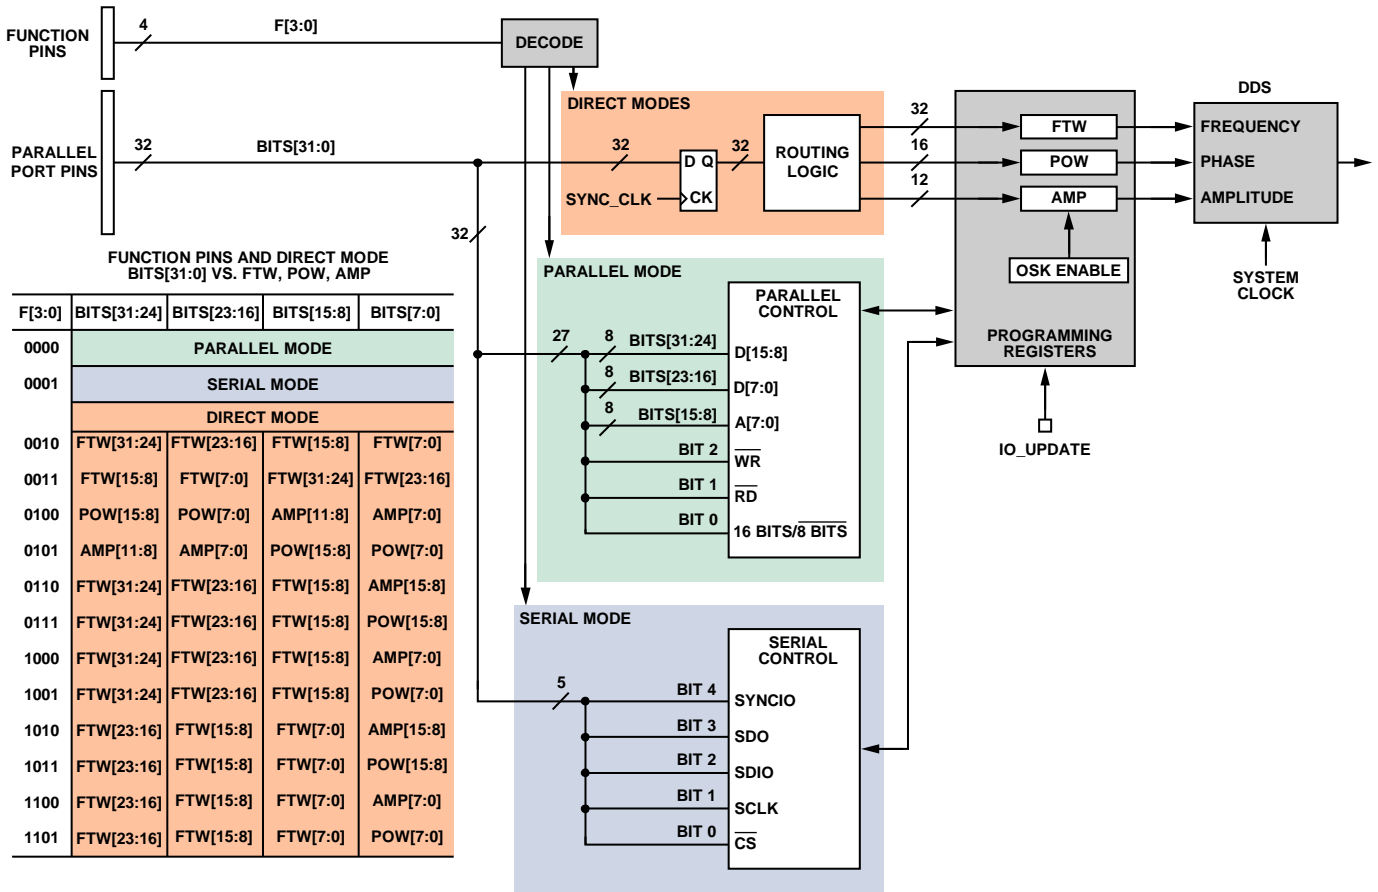 FUNCTION
PINS
4
F[3:0]
DECODE
PARALLEL
PORT PINS
32
BITS[31:0]
32
DIRECT MODES
32
D Q
CK
SYNC_CLK
32
ROUTING
LOGIC
32
16
12
FTW
POW
AMP
OSK ENABLE
PROGRAMMING
REGISTERS
IO_UPDATE
DDS
FREQUENCY
PHASE
AMPLITUDE
SYSTEM
CLOCK
FUNCTION PINS AND DIRECT MODE
BITS[31:0] VS. FTW, POW, AMP
F[3:0] BITS[31:24] BITS[23:16] BITS[15:8] BITS[7:0]
0000 PARALLEL MODE
0001 SERIAL MODE
DIRECT MODE
0010 FTW[31:24] FTW[23:16] FTW[15:8] FTW[7:0]
0011 FTW[15:8] FTW[7:0] FTW[31:24] FTW[23:16]
0100 POW[15:8] POW[7:0] AMP[11:8] AMP[7:0]
0101 AMP[11:8] AMP[7:0] POW[15:8] POW[7:0]
0110 FTW[31:24] FTW[23:16] FTW[15:8] AMP[15:8]
0111 FTW[31:24] FTW[23:16] FTW[15:8] POW[15:8]
1000 FTW[31:24] FTW[23:16] FTW[15:8] AMP[7:0]
1001 FTW[31:24] FTW[23:16] FTW[15:8] POW[7:0]
1010 FTW[23:16] FTW[15:8] FTW[7:0] AMP[15:8]
1011 FTW[23:16] FTW[15:8] FTW[7:0] POW[15:8]
1100 FTW[23:16] FTW[15:8] FTW[7:0] AMP[7:0]
1101 FTW[23:16] FTW[15:8] FTW[7:0] POW[7:0]
PARALLEL MODE
PARALLEL
CONTROL
27
8 BITS[31:24] D[15:8]
8 BITS[23:16] D[7:0]
8 BITS[15:8] A[7:0]
BIT 2 WR
BIT 1 RD
BIT 0 16 BITS/8 BITS
SERIAL MODE
SERIAL
CONTROL
5
BIT 4 SYNCIO
BIT 3 SDO
BIT 2 SDIO
BIT 1 SCLK
BIT 0 CS